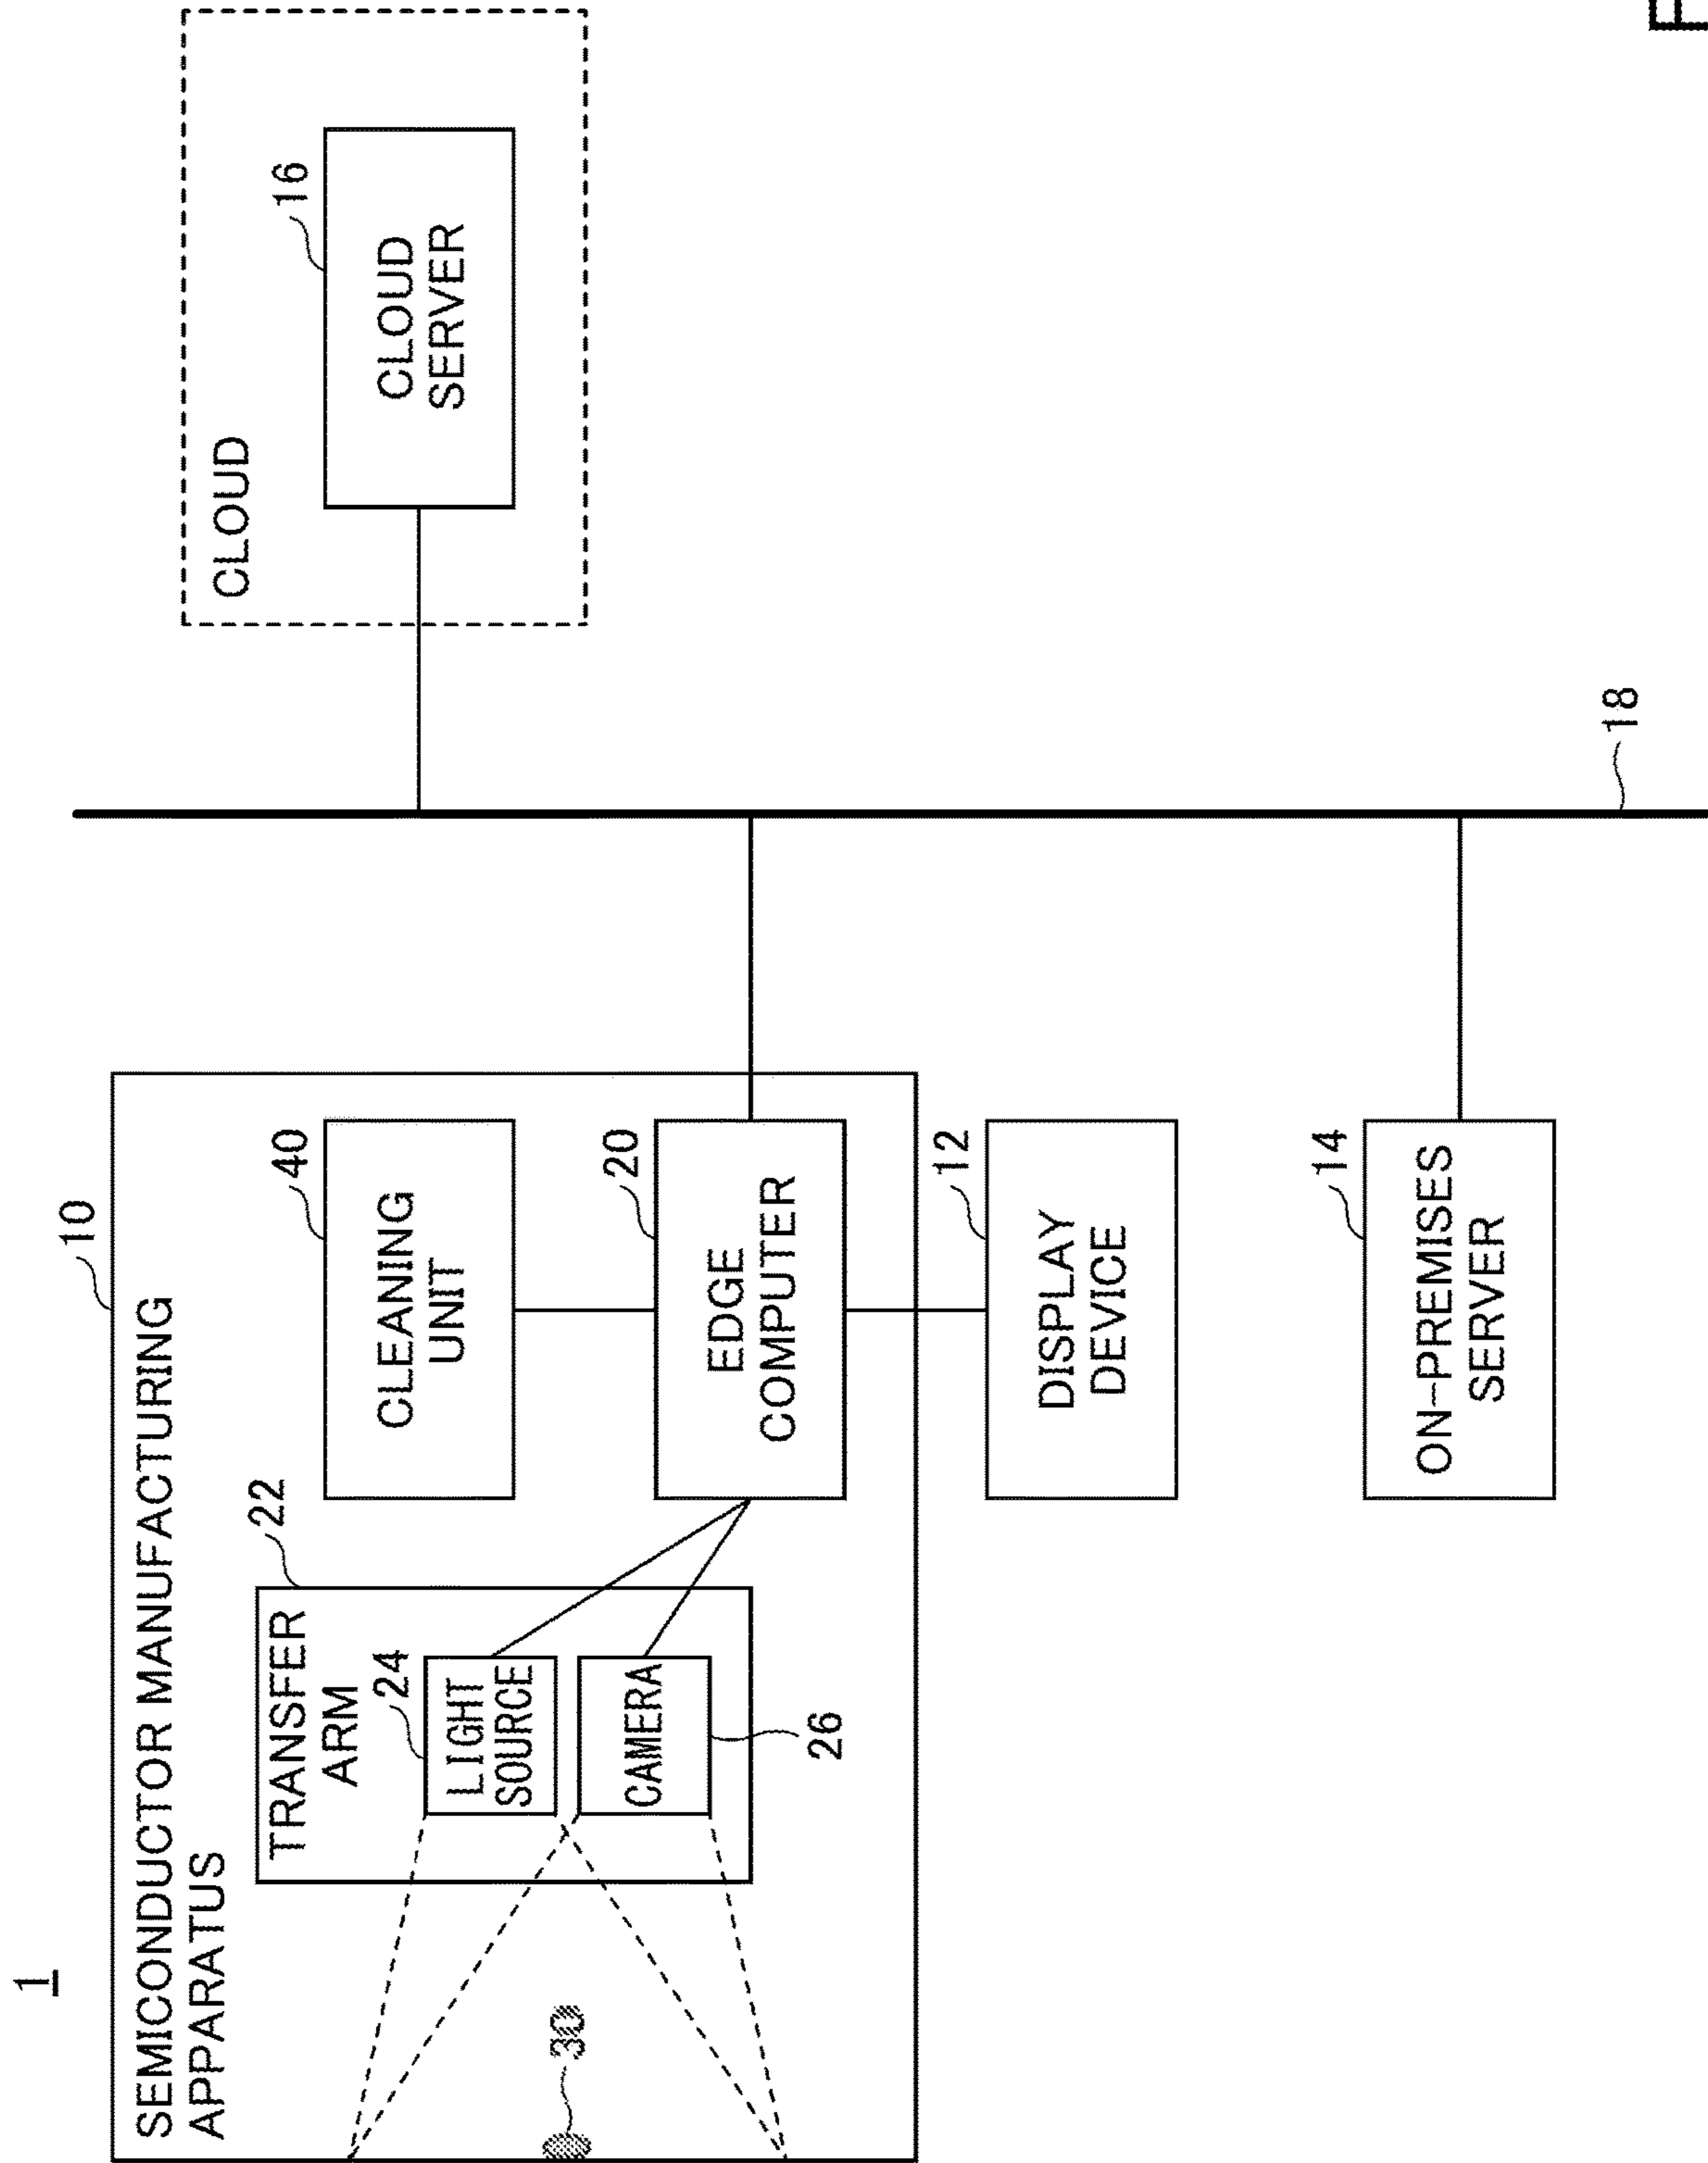 1
10
SEMICONDUCTOR MANUFACTURING
APPARATUS
22
TRANSFER
ARM
24
LIGHT
SOURCE
CAMERA
26
30
40
CLEANING
UNIT
20
EDGE
COMPUTER
12
DISPLAY
DEVICE
14
ON-PREMISES
SERVER
18
CLOUD
16
CLOUD
SERVER